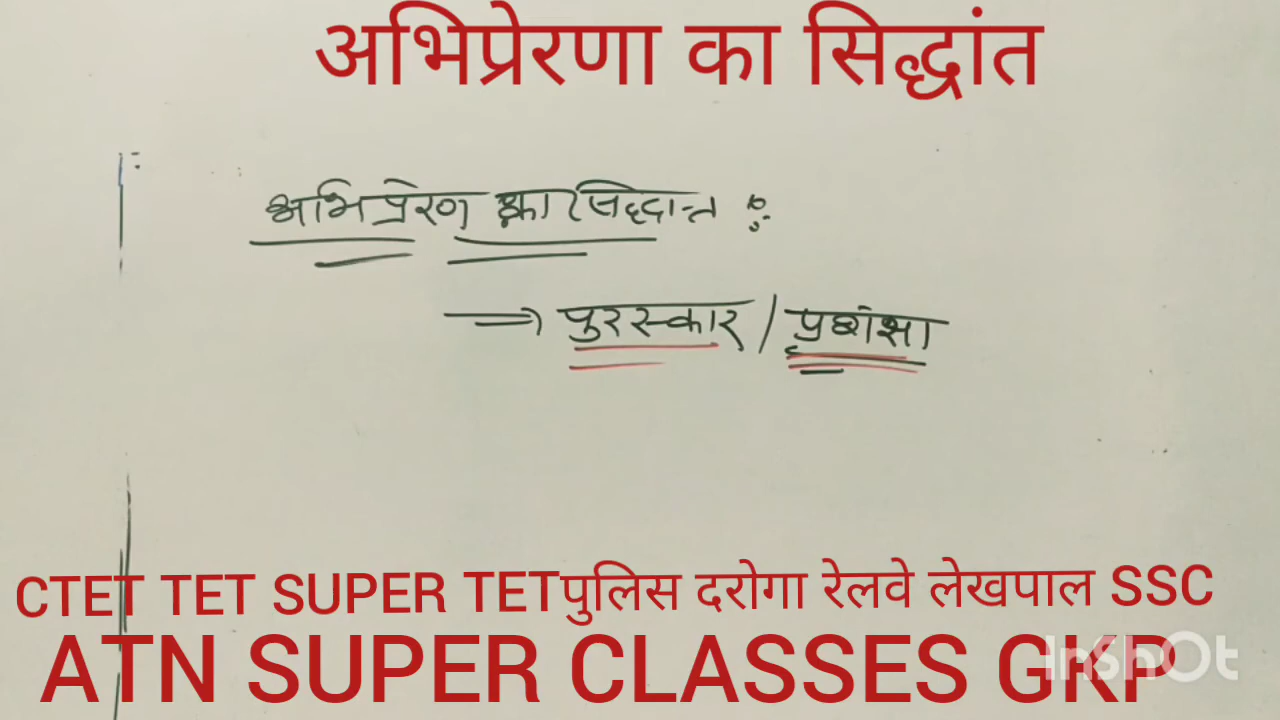 अभिप्रेरणा का सिद्धांत
अभिप्रेरण का सिद्दान्त :
⇒ पुरस्कार / प्रशंसा
CTET TET SUPER TETपुलिस दरोगा रेलवे लेखपाल SSC
ATN SUPER CLASSES GKP
InShOt